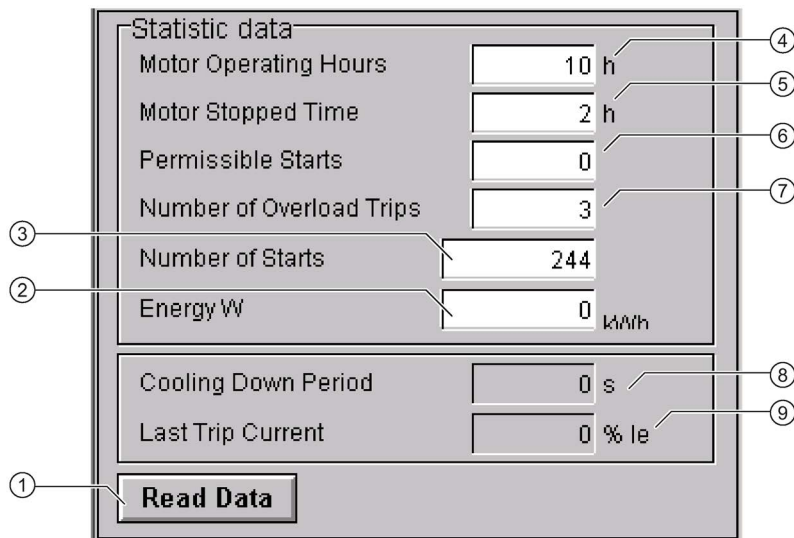 Statistic data
Motor Operating Hours 10 h ④
Motor Stopped Time 2 h ⑤
Permissible Starts 0 ⑥
Number of Overload Trips 3 ⑦
③ Number of Starts 244
② Energy W 0 kWh
Cooling Down Period 0 s ⑧
Last Trip Current 0 % Ie ⑨
① Read Data